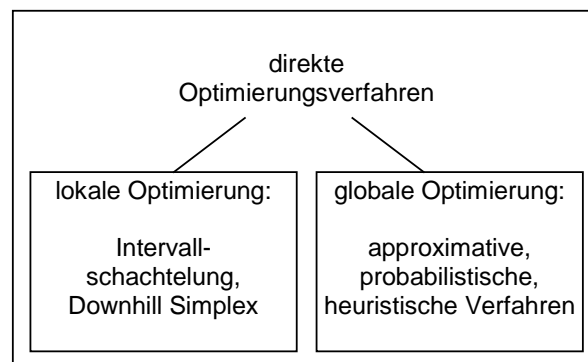 direkte
Optimierungsverfahren
lokale Optimierung:
Intervall-
schachtelung,
Downhill Simplex
globale Optimierung:
approximative,
probabilistische,
heuristische Verfahren